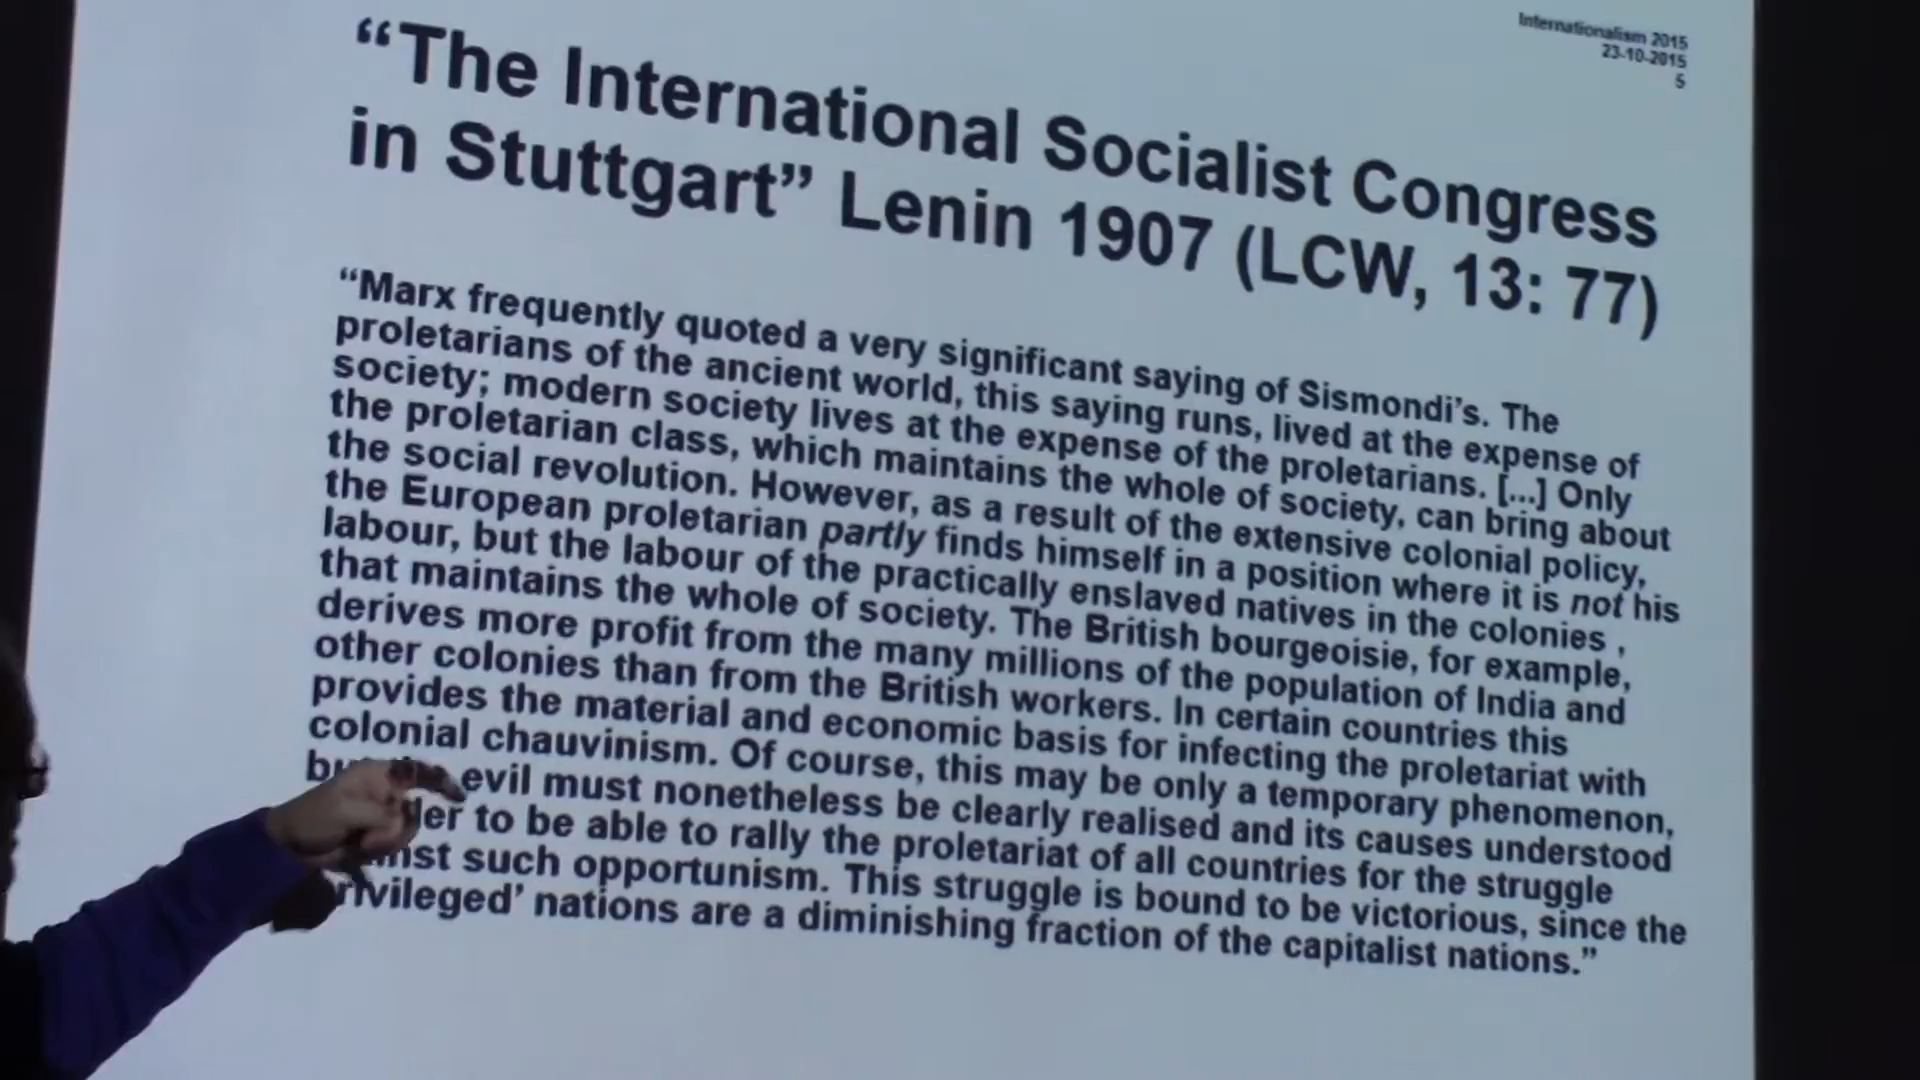 Internationalism 2015
23-10-2015
5
“The International Socialist Congress
in Stuttgart” Lenin 1907 (LCW, 13: 77)
“Marx frequently quoted a very significant saying of Sismondi’s. The
proletarians of the ancient world, this saying runs, lived at the expense of
society; modern society lives at the expense of the proletarians. [...] Only
the proletarian class, which maintains the whole of society, can bring about
the social revolution. However, as a result of the extensive colonial policy,
the European proletarian partly finds himself in a position where it is not his
labour, but the labour of the practically enslaved natives in the colonies ,
that maintains the whole of society. The British bourgeoisie, for example,
derives more profit from the many millions of the population of India and
other colonies than from the British workers. In certain countries this
provides the material and economic basis for infecting the proletariat with
colonial chauvinism. Of course, this may be only a temporary phenomenon,
evil must nonetheless be clearly realised and its causes understood
to be able to rally the proletariat of all countries for the struggle
such opportunism. This struggle is bound to be victorious, since the
nations are a diminishing fraction of the capitalist nations.”